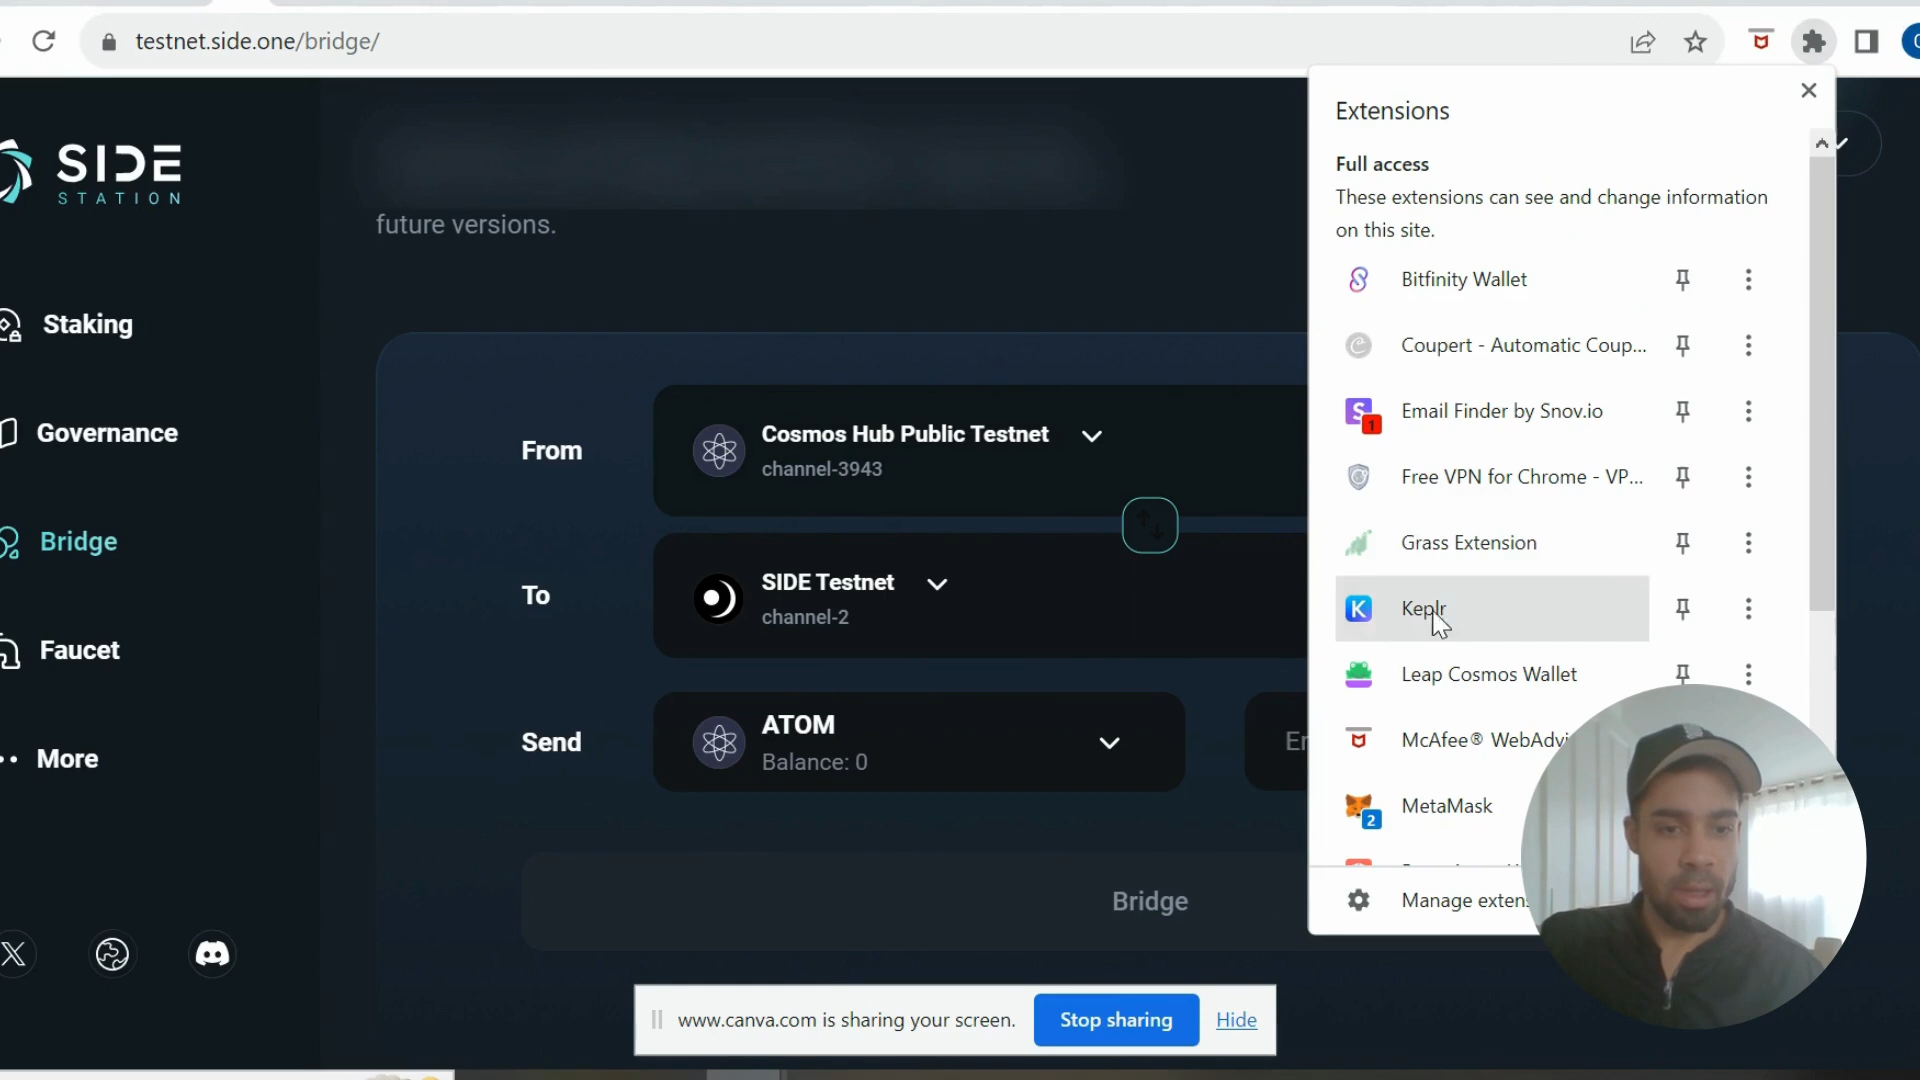 testnet.side.one/bridge/
SIDE
STATION
Staking
Governance
Bridge
Faucet
More
future versions.
From
Cosmos Hub Public Testnet
channel-3943
To
SIDE Testnet
channel-2
Send
ATOM
Balance: 0
Bridge
Extensions
Full access
These extensions can see and change information
on this site.
Bitfinity Wallet
Coupert - Automatic Coup...
Email Finder by Snov.io
1
Free VPN for Chrome - VP...
Grass Extension
Keplr
Leap Cosmos Wallet
McAfee® WebAdvi
MetaMask
2
Manage exten
www.canva.com is sharing your screen.
Stop sharing
Hide